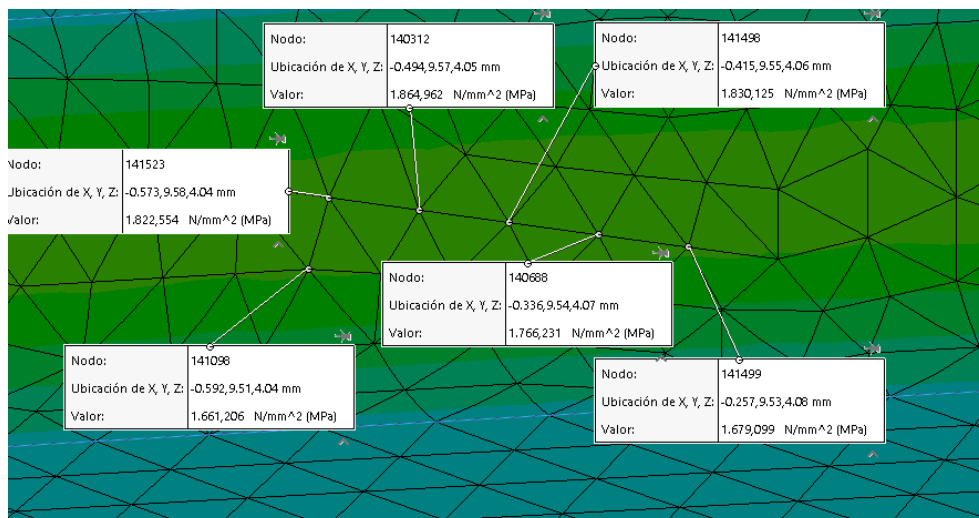 Nodo: 140312
Ubicación de X, Y, Z: -0.494,9.57,4.05 mm
Valor: 1.864,962 N/mm^2 (MPa)
Nodo: 141498
Ubicación de X, Y, Z: -0.415,9.55,4.06 mm
Valor: 1.830,125 N/mm^2 (MPa)
Nodo: 141523
Ubicación de X, Y, Z: -0.573,9.58,4.04 mm
Valor: 1.822,554 N/mm^2 (MPa)
Nodo: 140688
Ubicación de X, Y, Z: -0.336,9.54,4.07 mm
Valor: 1.766,231 N/mm^2 (MPa)
Nodo: 141098
Ubicación de X, Y, Z: -0.592,9.51,4.04 mm
Valor: 1.661,206 N/mm^2 (MPa)
Nodo: 141499
Ubicación de X, Y, Z: -0.257,9.53,4.08 mm
Valor: 1.679,099 N/mm^2 (MPa)